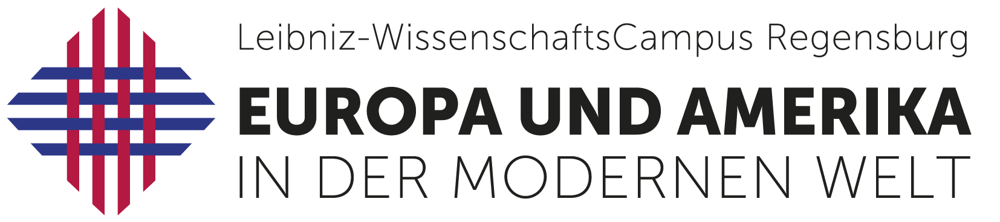 Leibniz-WissenschaftsCampus Regensburg
EUROPA UND AMERIKA
IN DER MODERNEN WELT